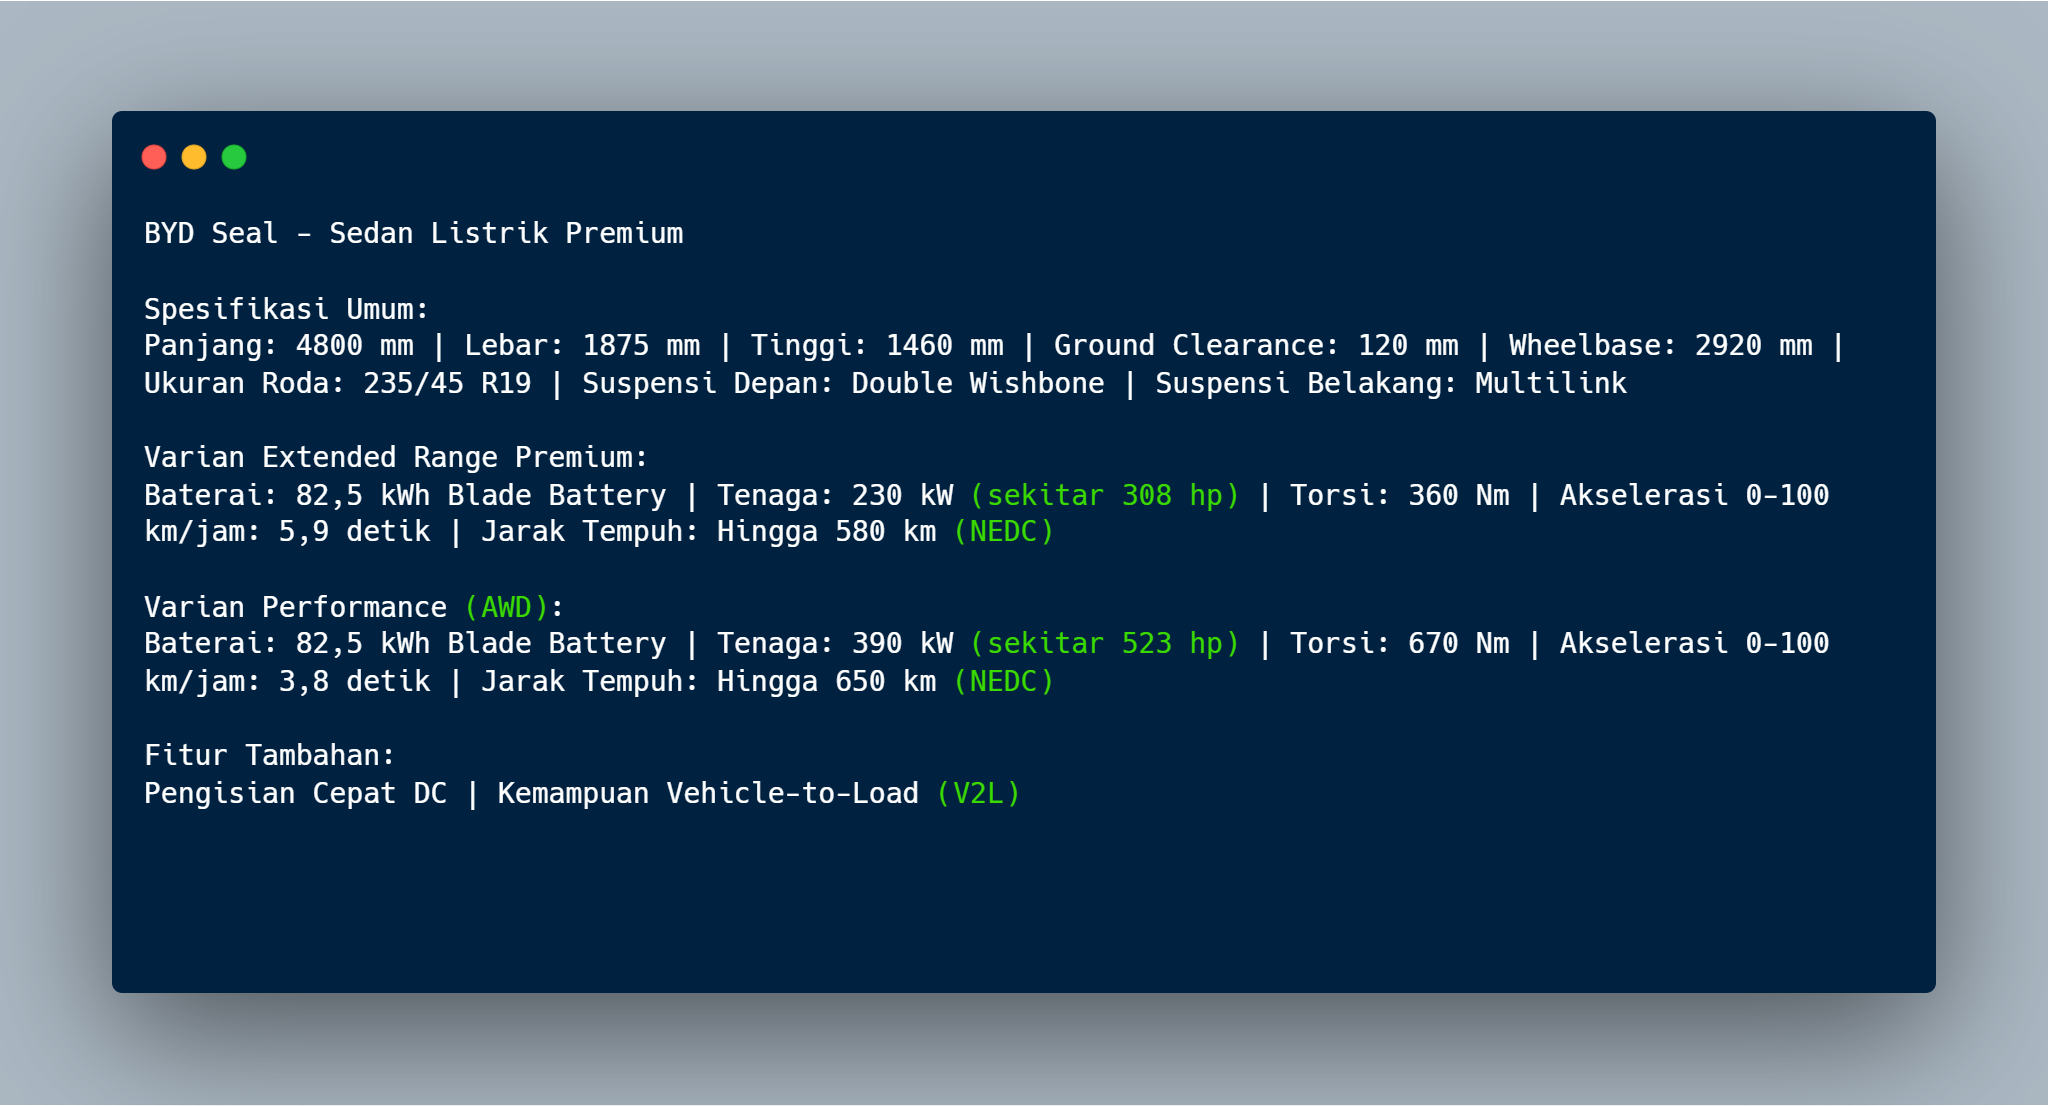 BYD Seal - Sedan Listrik Premium
Spesifikasi Umum:
Panjang: 4800 mm | Lebar: 1875 mm | Tinggi: 1460 mm | Ground Clearance: 120 mm | Wheelbase: 2920 mm |
Ukuran Roda: 235/45 R19 | Suspensi Depan: Double Wishbone | Suspensi Belakang: Multilink
Varian Extended Range Premium:
Baterai: 82,5 kWh Blade Battery | Tenaga: 230 kW (sekitar 308 hp) | Torsi: 360 Nm | Akselerasi 0-100
km/jam: 5,9 detik | Jarak Tempuh: Hingga 580 km (NEDC)
Varian Performance (AWD):
Baterai: 82,5 kWh Blade Battery | Tenaga: 390 kW (sekitar 523 hp) | Torsi: 670 Nm | Akselerasi 0-100
km/jam: 3,8 detik | Jarak Tempuh: Hingga 650 km (NEDC)
Fitur Tambahan:
Pengisian Cepat DC | Kemampuan Vehicle-to-Load (V2L)